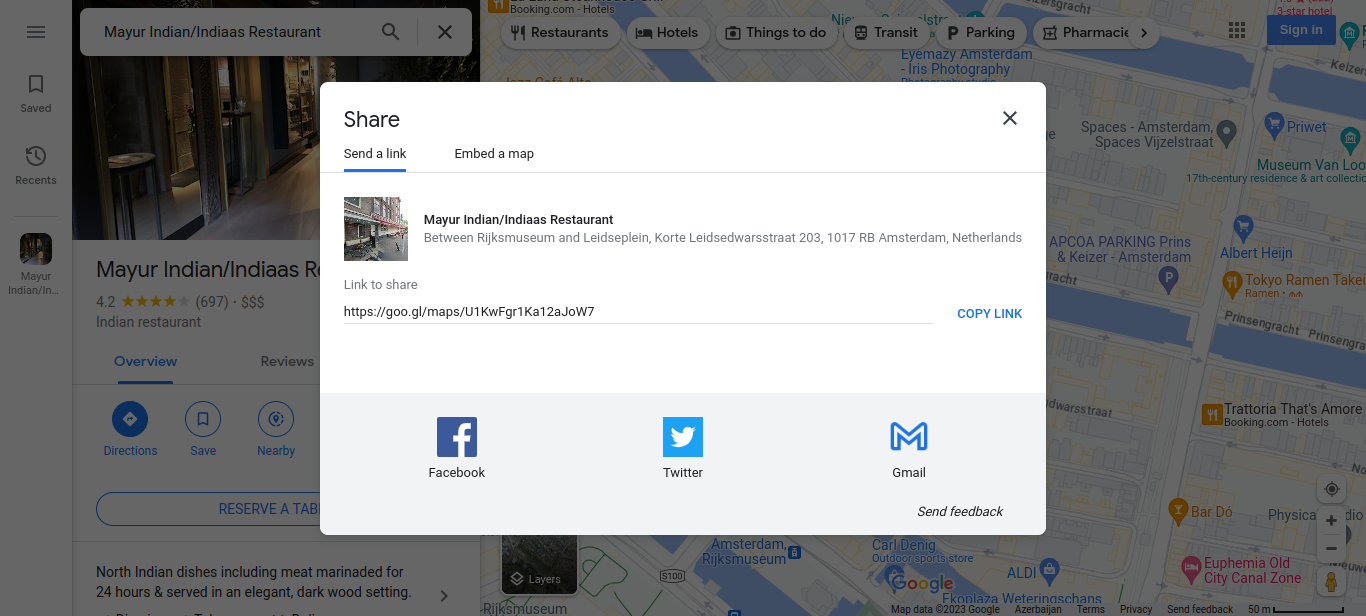 Mayur Indian/Indiaas Restaurant
Booking.com - Hotels
Restaurants
Hotels
Things to do
Transit
Parking
Pharmacie
3-star hotel
Sign in
Saved
Recents
Mayur
Indian/In...
Eyemazy Amsterdam
- Iris Photography
Spaces - Amsterdam,
Spaces Vijzelstraat
Priwet
Museum Van Loo
17th-century residence & art collectio
Share
Send a link
Embed a map
Mayur Indian/Indiaas Restaurant
Between Rijksmuseum and Leidseplein, Korte Leidsedwarsstraat 203, 1017 RB Amsterdam, Netherlands
Link to share
https://goo.gl/maps/U1KwFgr1Ka12aJoW7
COPY LINK
Facebook
Twitter
Gmail
Send feedback
Mayur Indian/Indiaas Re
4.2 (697) · $$$
Indian restaurant
Overview
Reviews
Directions
Save
Nearby
RESERVE A TAB
North Indian dishes including meat marinaded for
24 hours & served in an elegant, dark wood setting.
APCOA PARKING Prins
& Keizer - Amsterdam
Albert Heijn
Tokyo Ramen Takei
Ramen
Prinsengracht
Prinsengr
dwarsstraat
Trattoria That's Amore
Booking.com - Hotels
Bar Dó
Physica
dio
Euphemia Old
City Canal Zone
ALDI
Carl Denig
Outdoor sports store
Amsterdam,
Rijksmuseum
S100
Layers
Google
Ekoplaza Weteringschans
Rijksmuseum
Map data ©2023 Google
Azerbaijan
Terms
Privacy
Send feedback
50 m